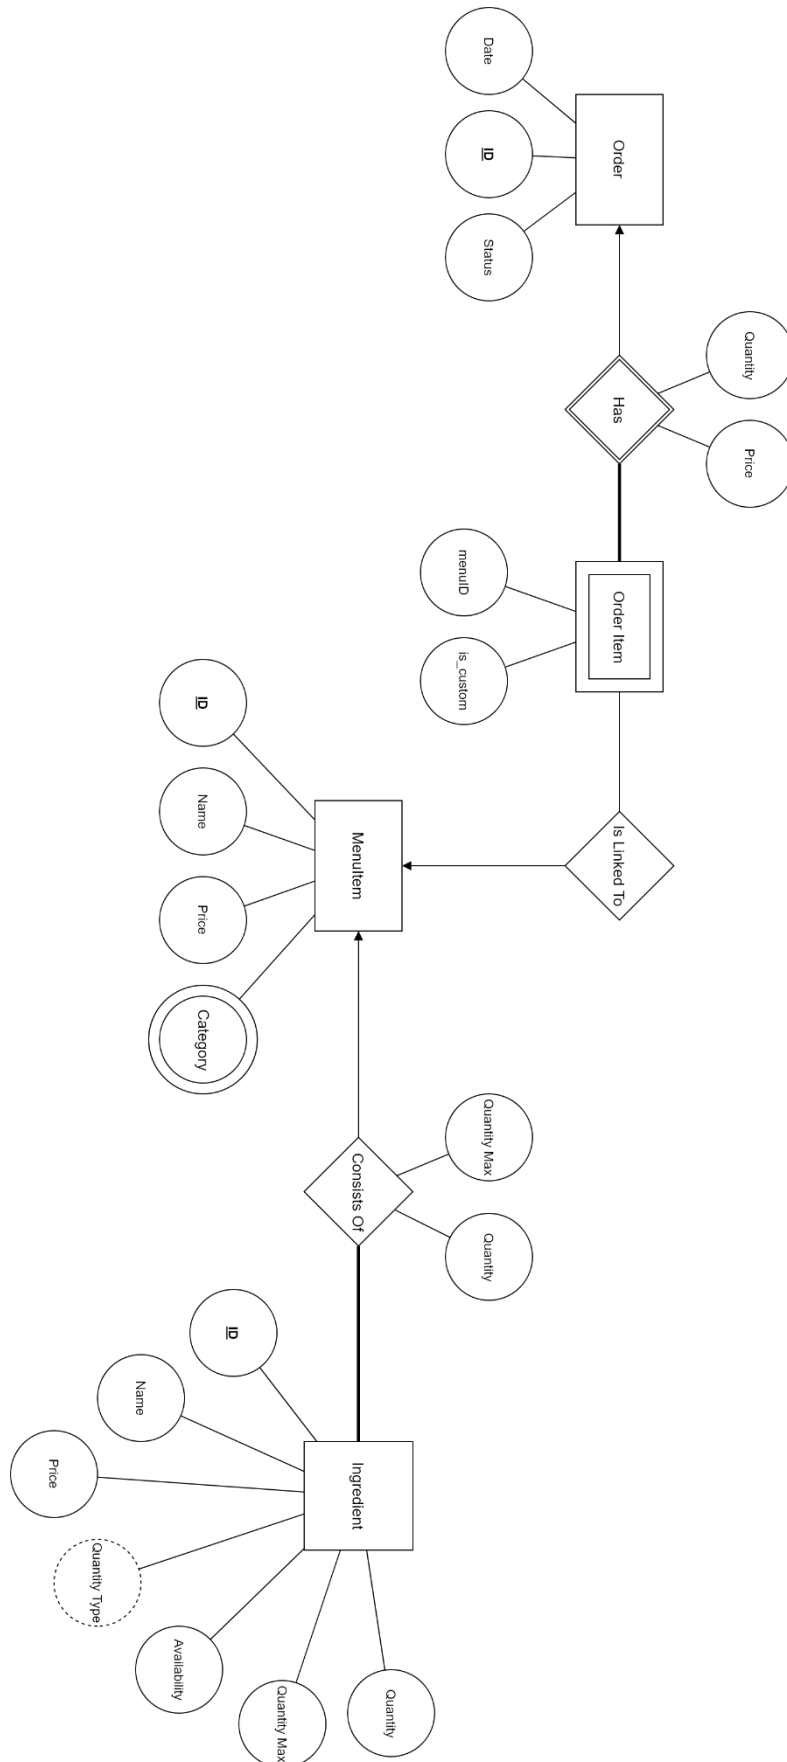 Date
ID
Status
Order
Quantity
Price
Has
menuID
is_custom
Order Item
Is Linked To
ID
Name
Price
Category
MenuItem
Quantity Max
Quantity
Consists Of
ID
Name
Price
Quantity Type
Availability
Quantity Max
Quantity
Ingredient